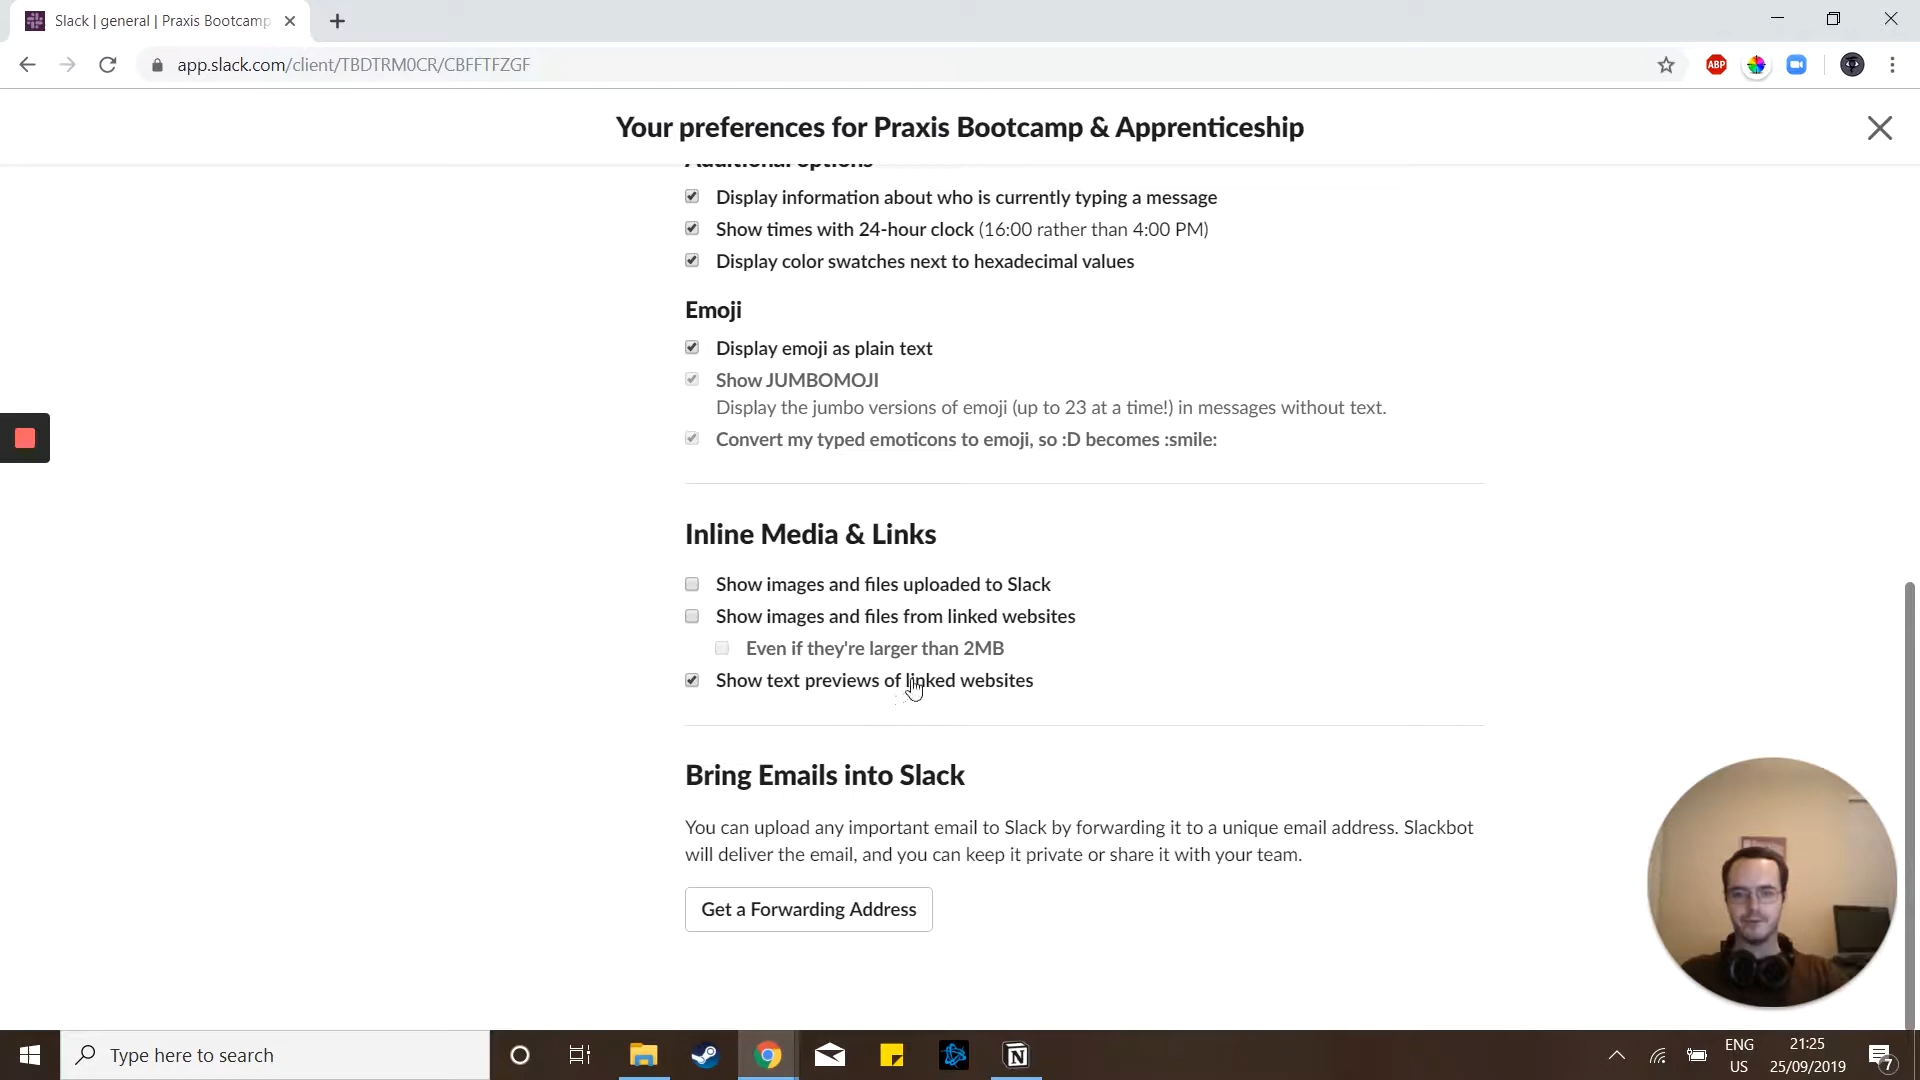 Slack | general | Praxis Bootcamp
app.slack.com/client/TBDTRM0CR/CBFFTFZGF
ABP
Your preferences for Praxis Bootcamp & Apprenticeship
Additional options
Display information about who is currently typing a message
Show times with 24-hour clock (16:00 rather than 4:00 PM)
Display color swatches next to hexadecimal values
Emoji
Display emoji as plain text
Show JUMBOMOJI
Display the jumbo versions of emoji (up to 23 at a time!) in messages without text.
Convert my typed emoticons to emoji, so :D becomes :smile:
Inline Media & Links
Show images and files uploaded to Slack
Show images and files from linked websites
Even if they're larger than 2MB
Show text previews of linked websites
Bring Emails into Slack
You can upload any important email to Slack by forwarding it to a unique email address. Slackbot
will deliver the email, and you can keep it private or share it with your team.
Get a Forwarding Address
Type here to search
N
ENG
US
21:25
25/09/2019
7